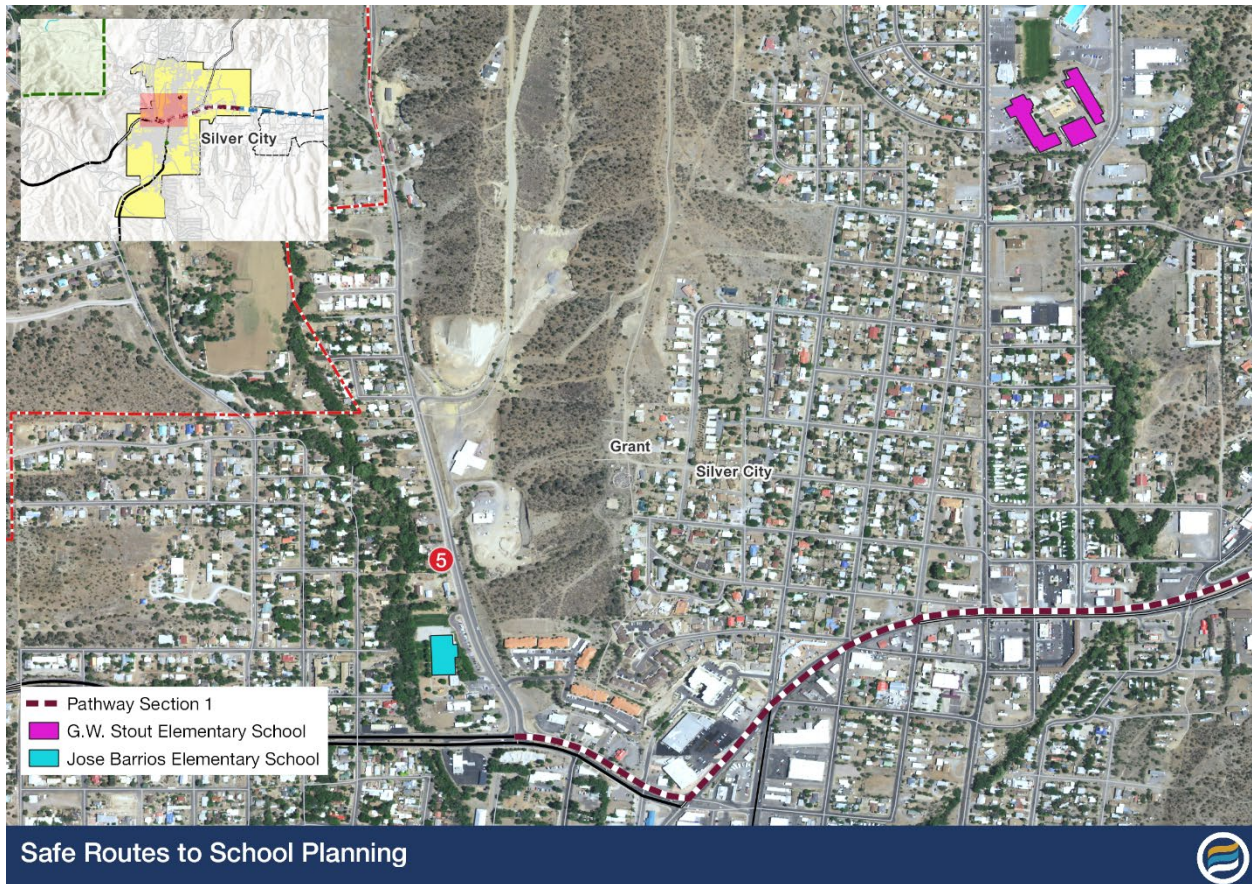 Silver City
Grant
Silver City
5
Pathway Section 1
G.W. Stout Elementary School
Jose Barrios Elementary School
Safe Routes to School Planning